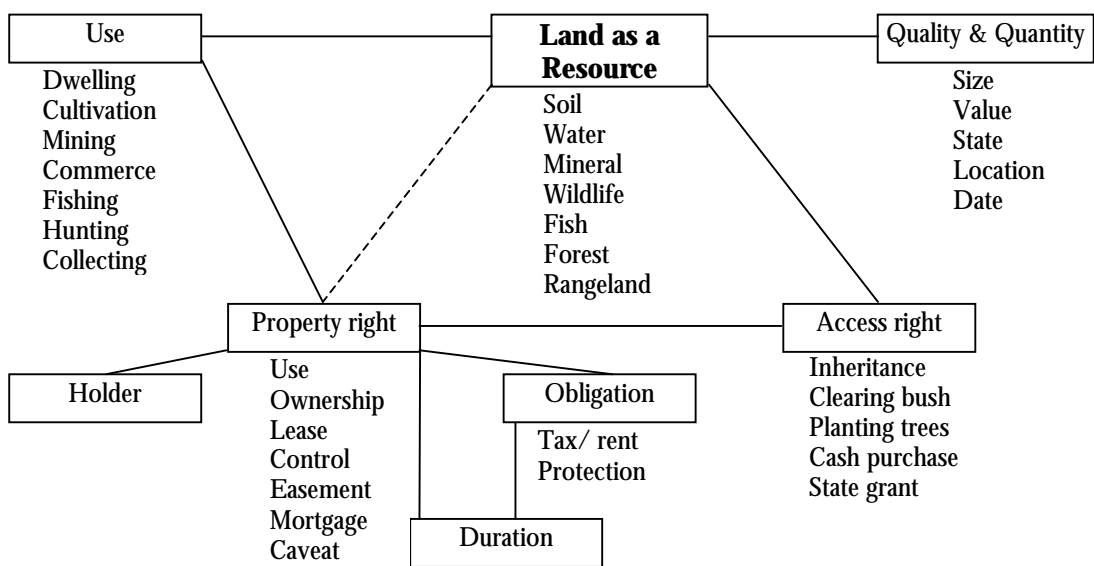 Use
Dwelling
Cultivation
Mining
Commerce
Fishing
Hunting
Collecting
Land as a
Resource
Soil
Water
Mineral
Wildlife
Fish
Forest
Rangeland
Quality & Quantity
Size
Value
State
Location
Date
Property right
Use
Ownership
Lease
Control
Easement
Mortgage
Caveat
Access right
Inheritance
Clearing bush
Planting trees
Cash purchase
State grant
Holder
Obligation
Tax/ rent
Protection
Duration